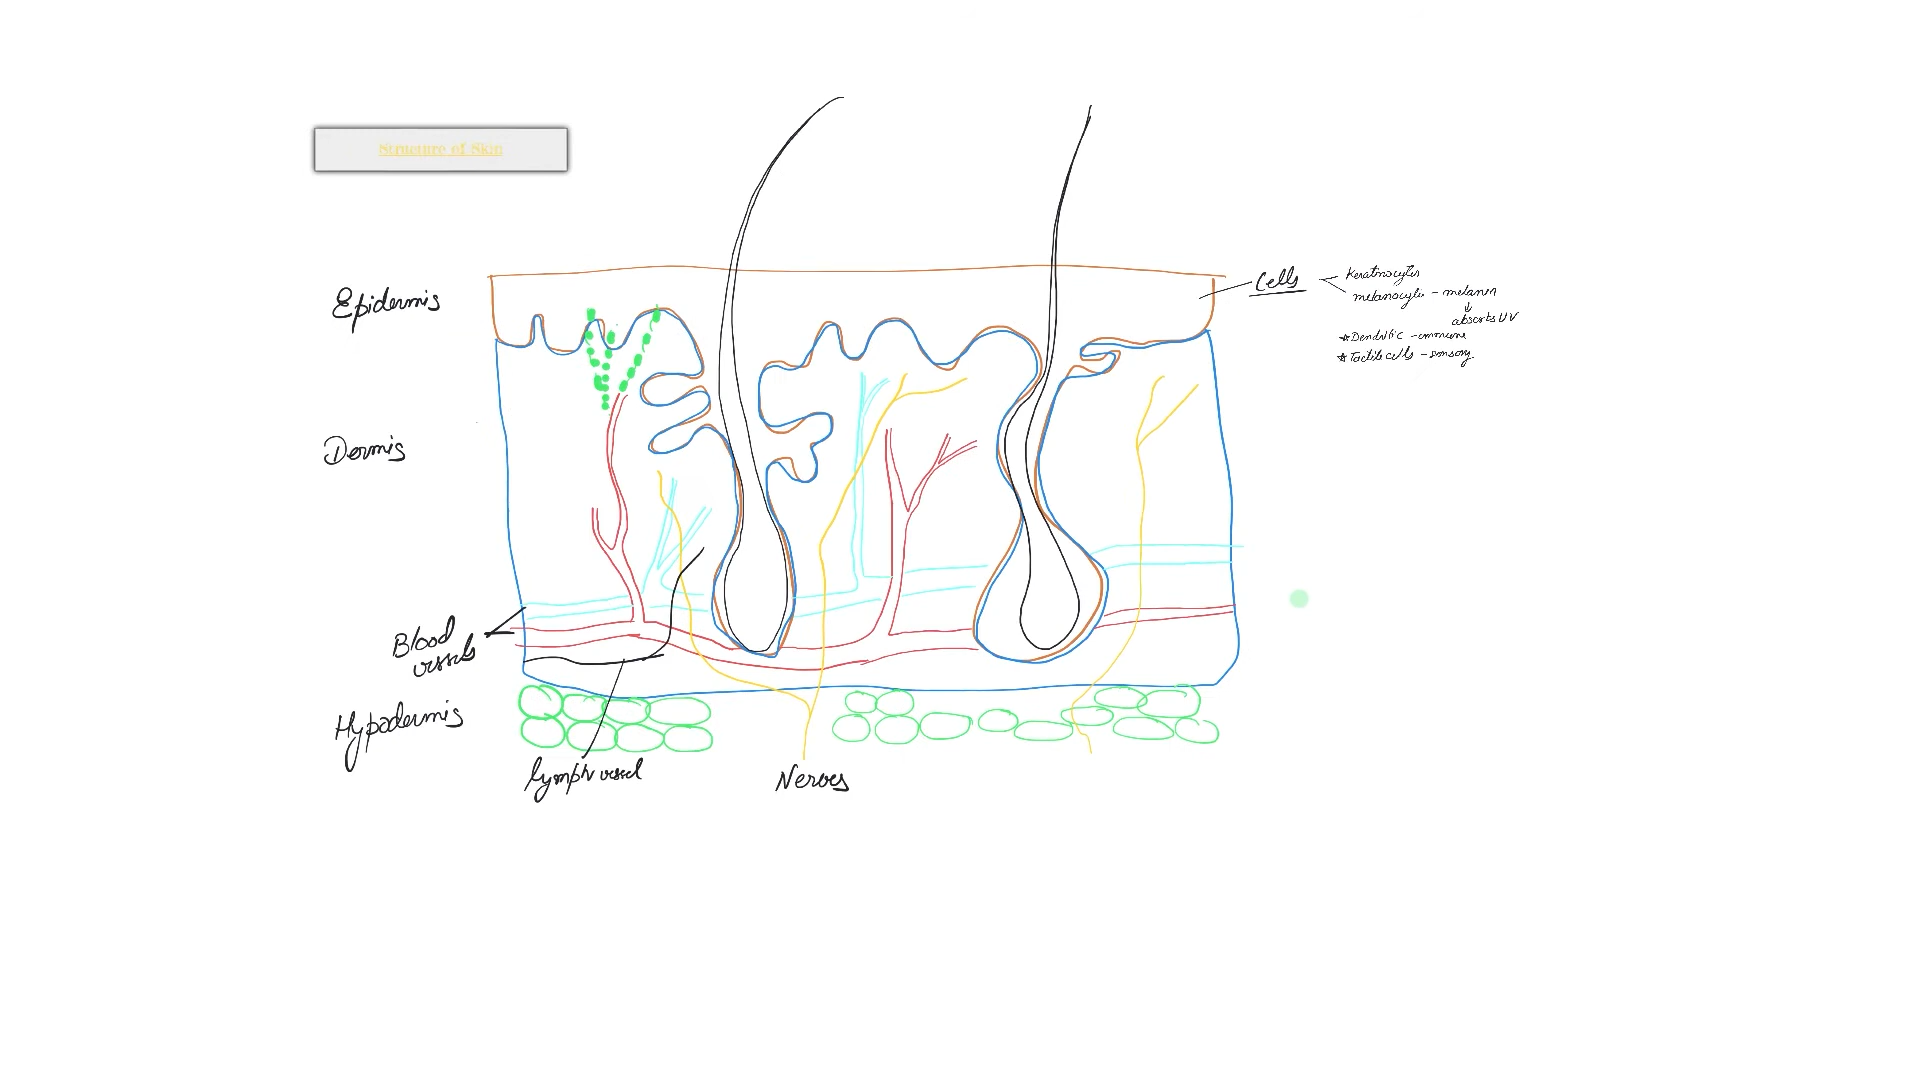 Structure of Skin
Epidermis
Cells
Keratinocytes
melanocyte - melanin
absorbs UV
*Dendritic - immune
*Tactile cells - sensory
Dermis
Blood
vessels
Hypodermis
lymph vessel
Nerves